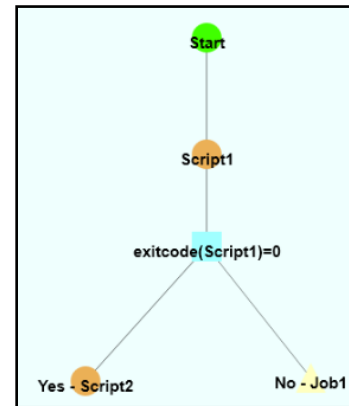 Start
Script1
exitcode(Script1)=0
Yes - Script2
No - Job1